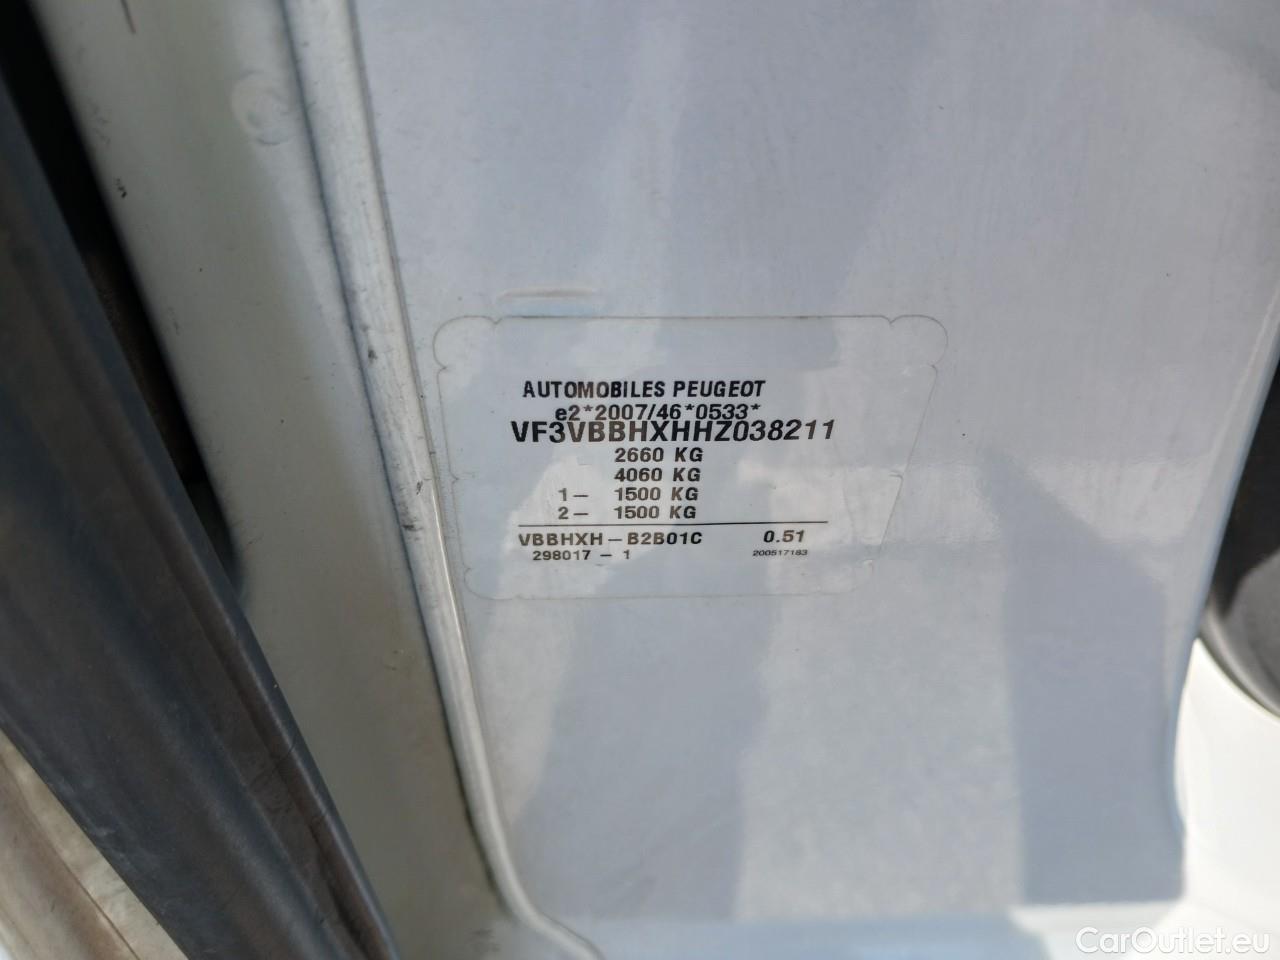 AUTOMOBILES PEUGEOT
e2*2007/46*0533*
VF3VBBHXHHZ038211
2660 KG
4060 KG
1- 1500 KG
2- 1500 KG
VBBHXH-B2B01C 0.51
298017-1 200517183
CarOutlet.eu